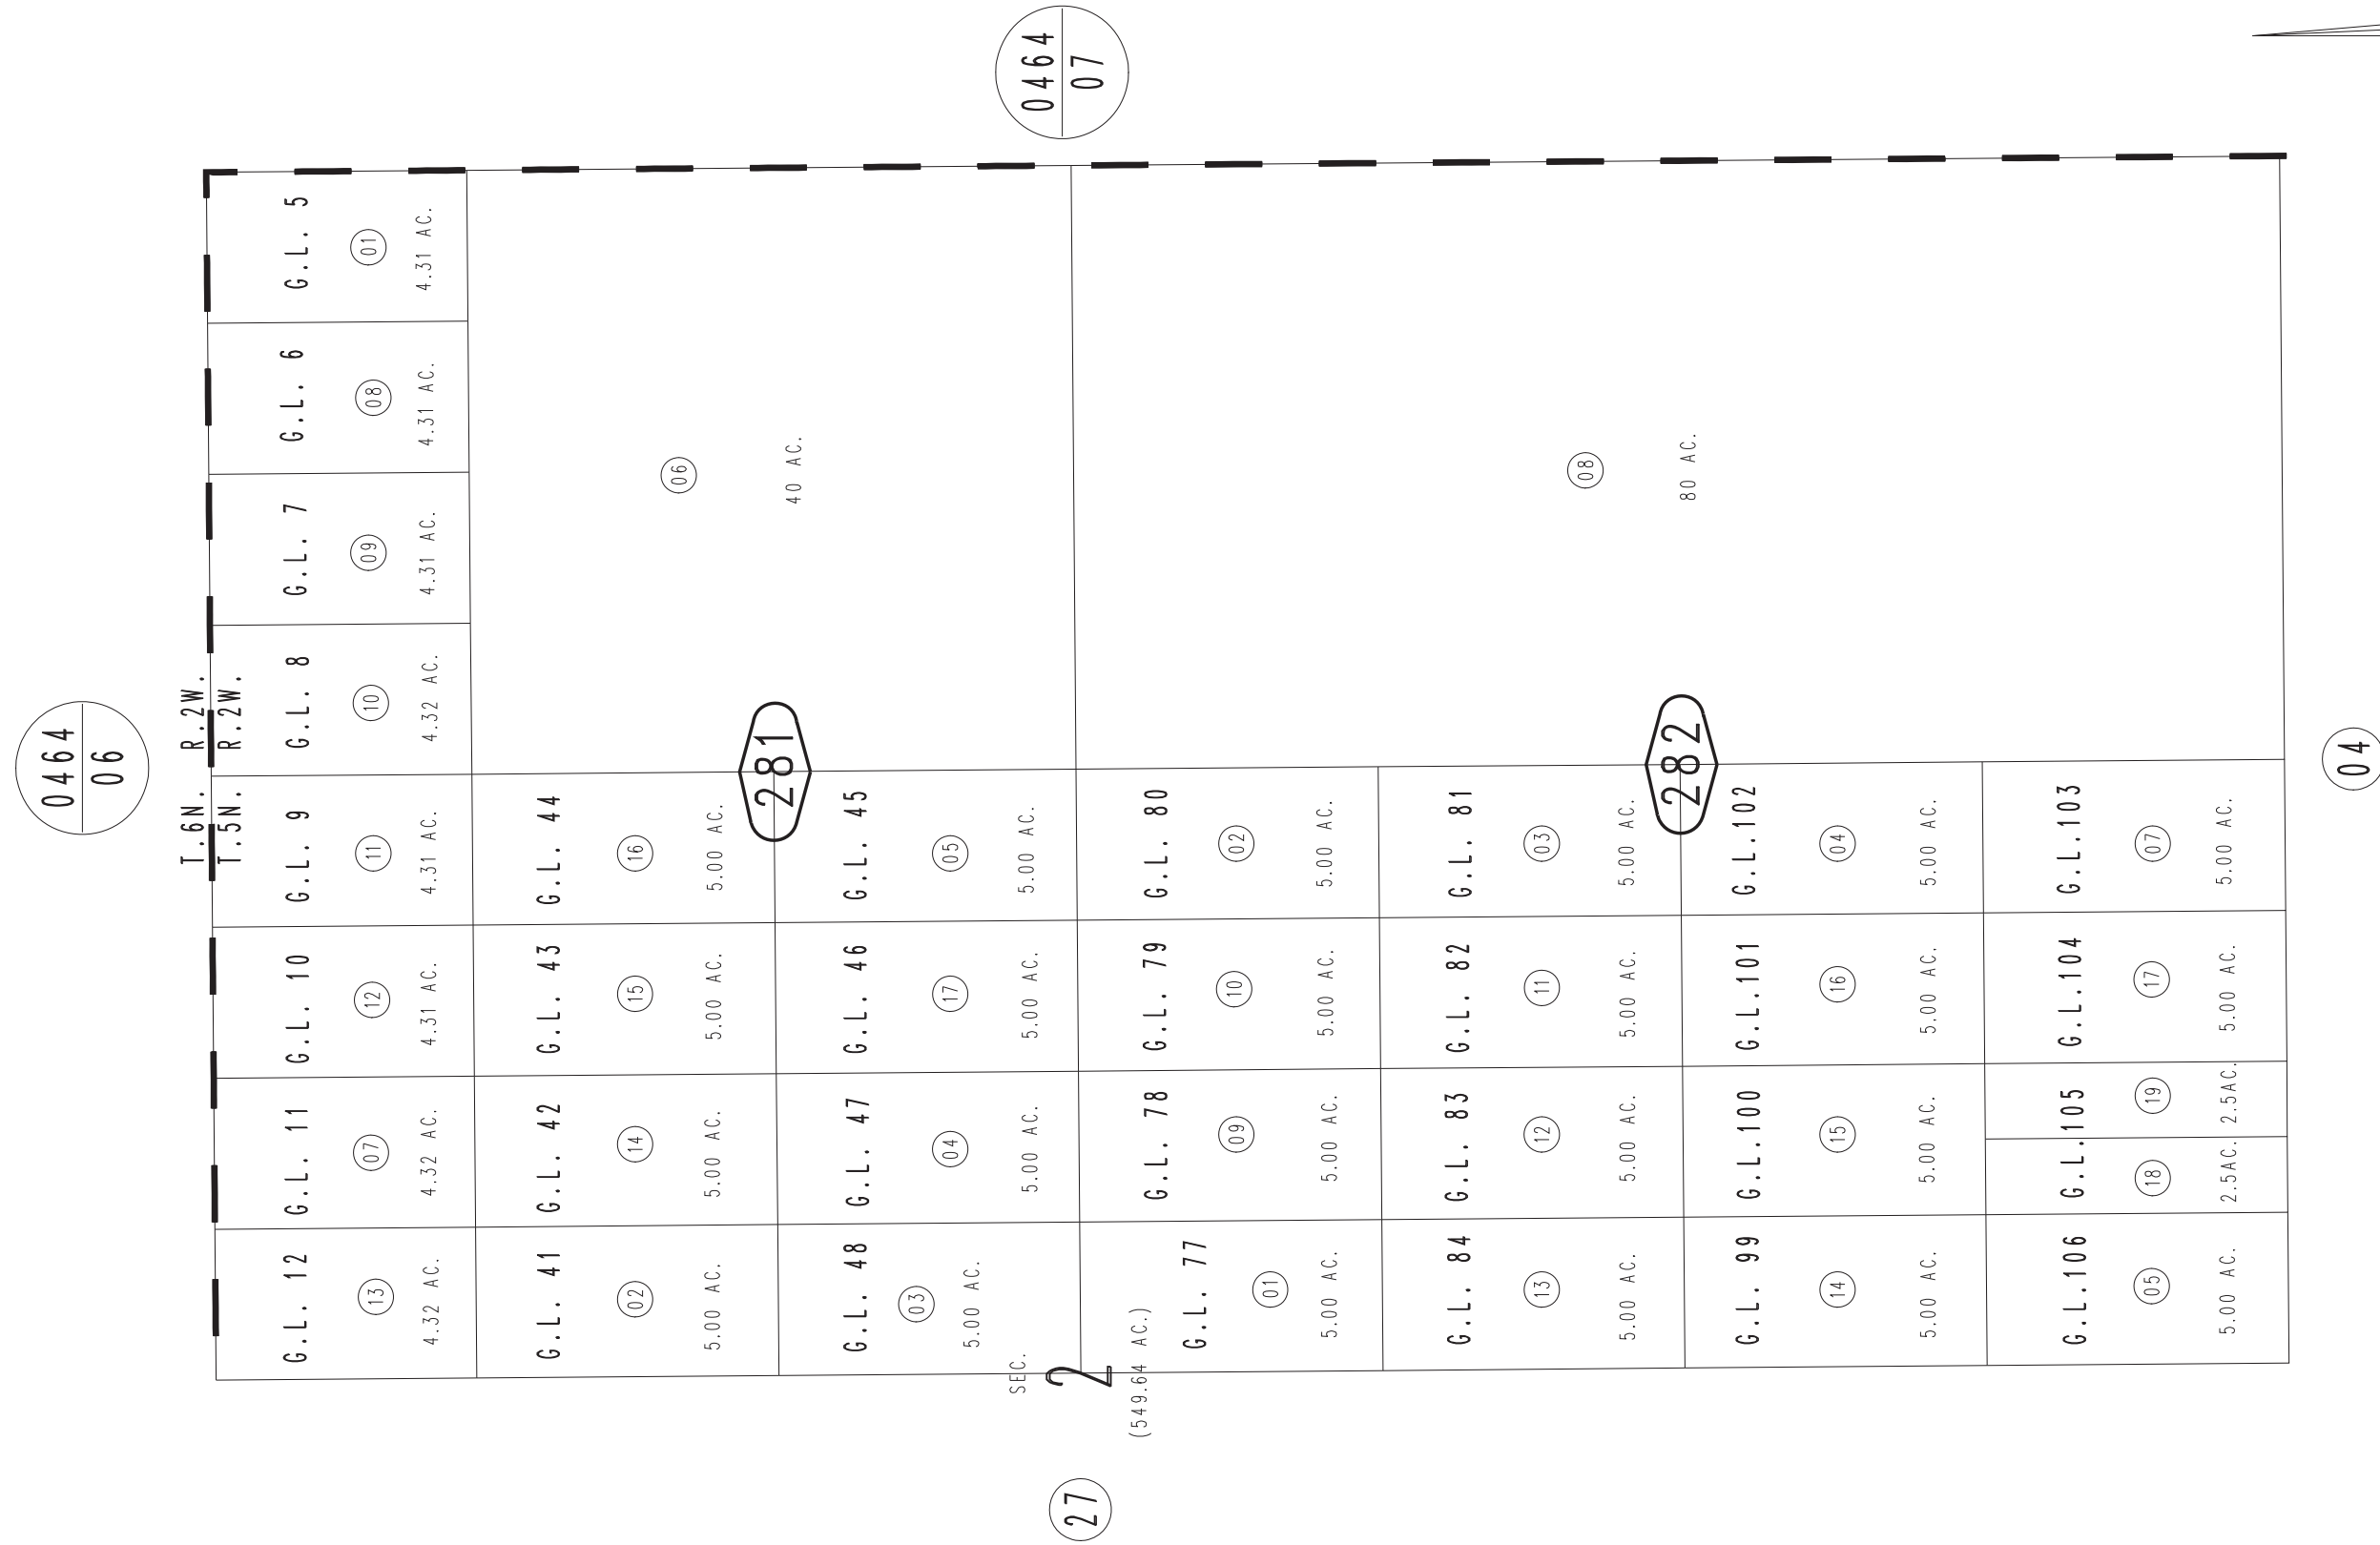 0464
07
0464
06
T.6N. R.2W.
T.5N. R.2W.
G.L. 5
01
4.31 AC.
G.L. 6
08
4.31 AC.
G.L. 7
09
4.31 AC.
G.L. 8
10
4.32 AC.
G.L. 9
11
4.31 AC.
G.L. 10
12
4.31 AC.
G.L. 11
07
4.32 AC.
G.L. 12
13
4.32 AC.
06
40 AC.
281
G.L. 44
16
5.00 AC.
G.L. 43
15
5.00 AC.
G.L. 42
14
5.00 AC.
G.L. 41
02
5.00 AC.
G.L. 45
05
5.00 AC.
G.L. 46
17
5.00 AC.
G.L. 47
04
5.00 AC.
G.L. 48
03
5.00 AC.
SEC.
2
(549.64 AC.)
08
80 AC.
282
G.L. 80
02
5.00 AC.
G.L. 79
10
5.00 AC.
G.L. 78
09
5.00 AC.
G.L. 77
01
5.00 AC.
G.L. 81
03
5.00 AC.
G.L. 82
11
5.00 AC.
G.L. 83
12
5.00 AC.
G.L. 84
13
5.00 AC.
G.L.102
04
5.00 AC.
G.L.101
16
5.00 AC.
G.L.100
15
5.00 AC.
G.L. 99
14
5.00 AC.
G.L.103
07
5.00 AC.
G.L.104
17
5.00 AC.
G.L.105
19
2.5AC.
18
2.5AC.
G.L.106
05
5.00 AC.
04
27